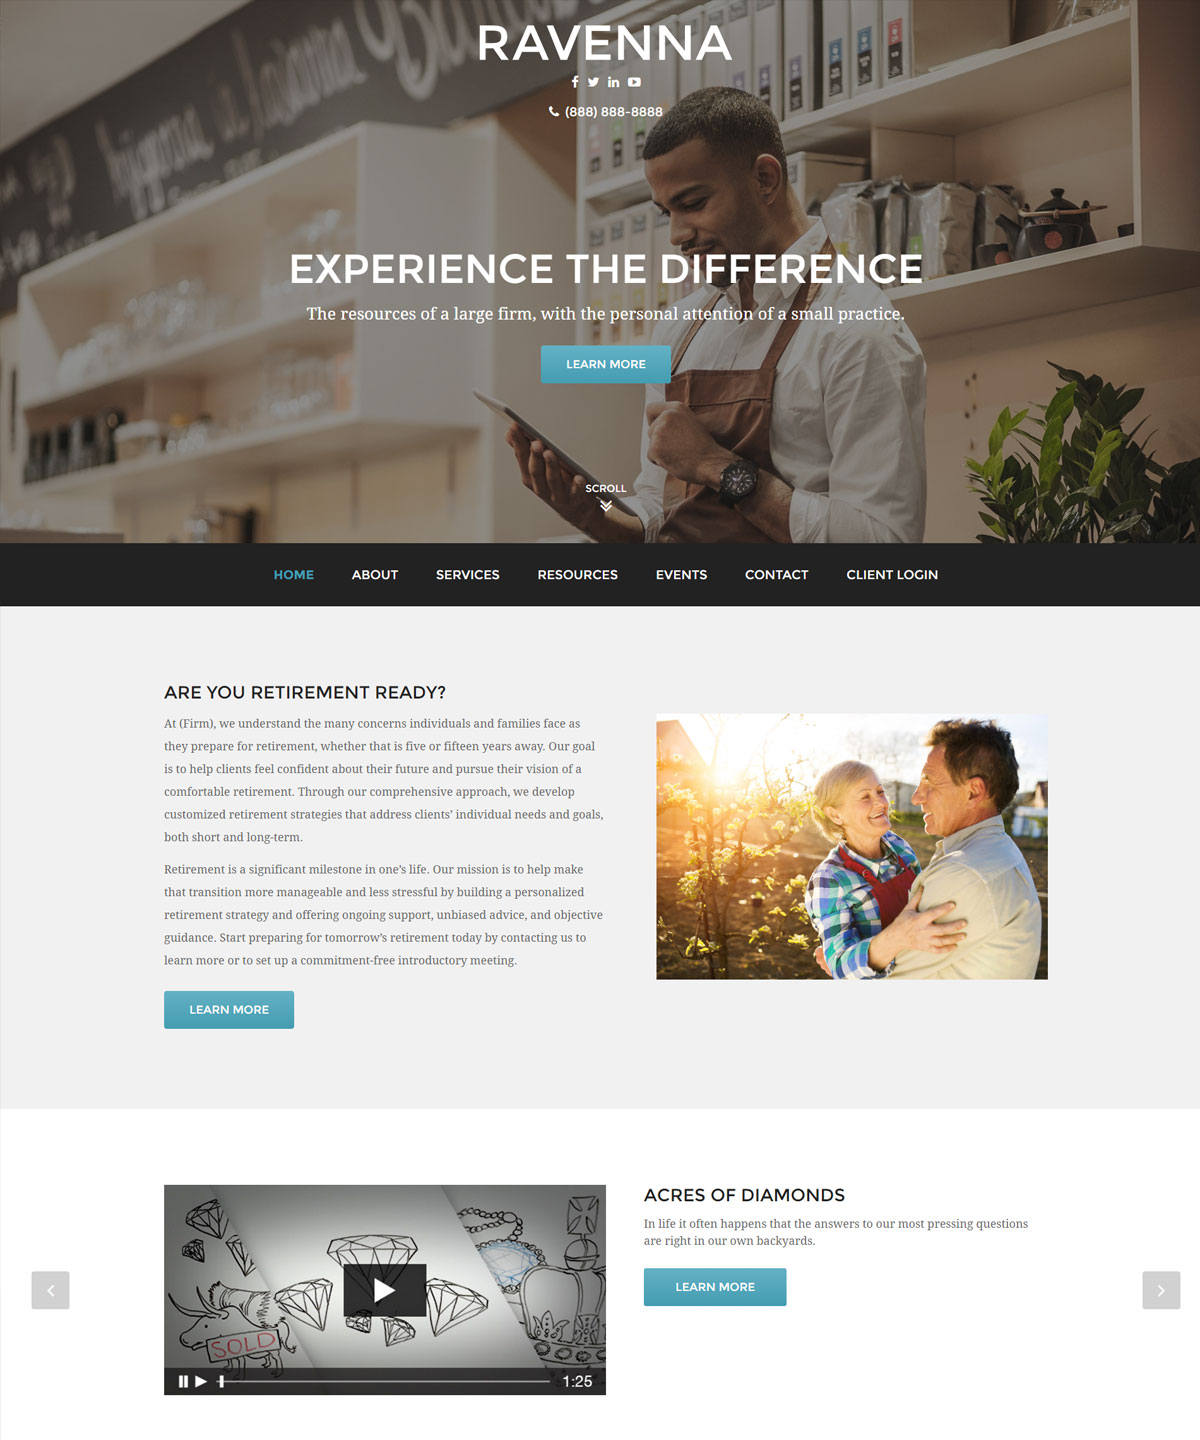 RAVENNA
(888) 888-8888
EXPERIENCE THE DIFFERENCE
The resources of a large firm, with the personal attention of a small practice.
LEARN MORE
SCROLL
HOME ABOUT SERVICES RESOURCES EVENTS CONTACT CLIENT LOGIN
ARE YOU RETIREMENT READY?
At (Firm), we understand the many concerns individuals and families face as
they prepare for retirement, whether that is five or fifteen years away. Our goal
is to help clients feel confident about their future and pursue their vision of a
comfortable retirement. Through our comprehensive approach, we develop
customized retirement strategies that address clients’ individual needs and goals,
both short and long-term.
Retirement is a significant milestone in one’s life. Our mission is to help make
that transition more manageable and less stressful by building a personalized
retirement strategy and offering ongoing support, unbiased advice, and objective
guidance. Start preparing for tomorrow’s retirement today by contacting us to
learn more or to set up a commitment-free introductory meeting.
LEARN MORE
SOLD
1:25
ACRES OF DIAMONDS
In life it often happens that the answers to our most pressing questions
are right in our own backyards.
LEARN MORE